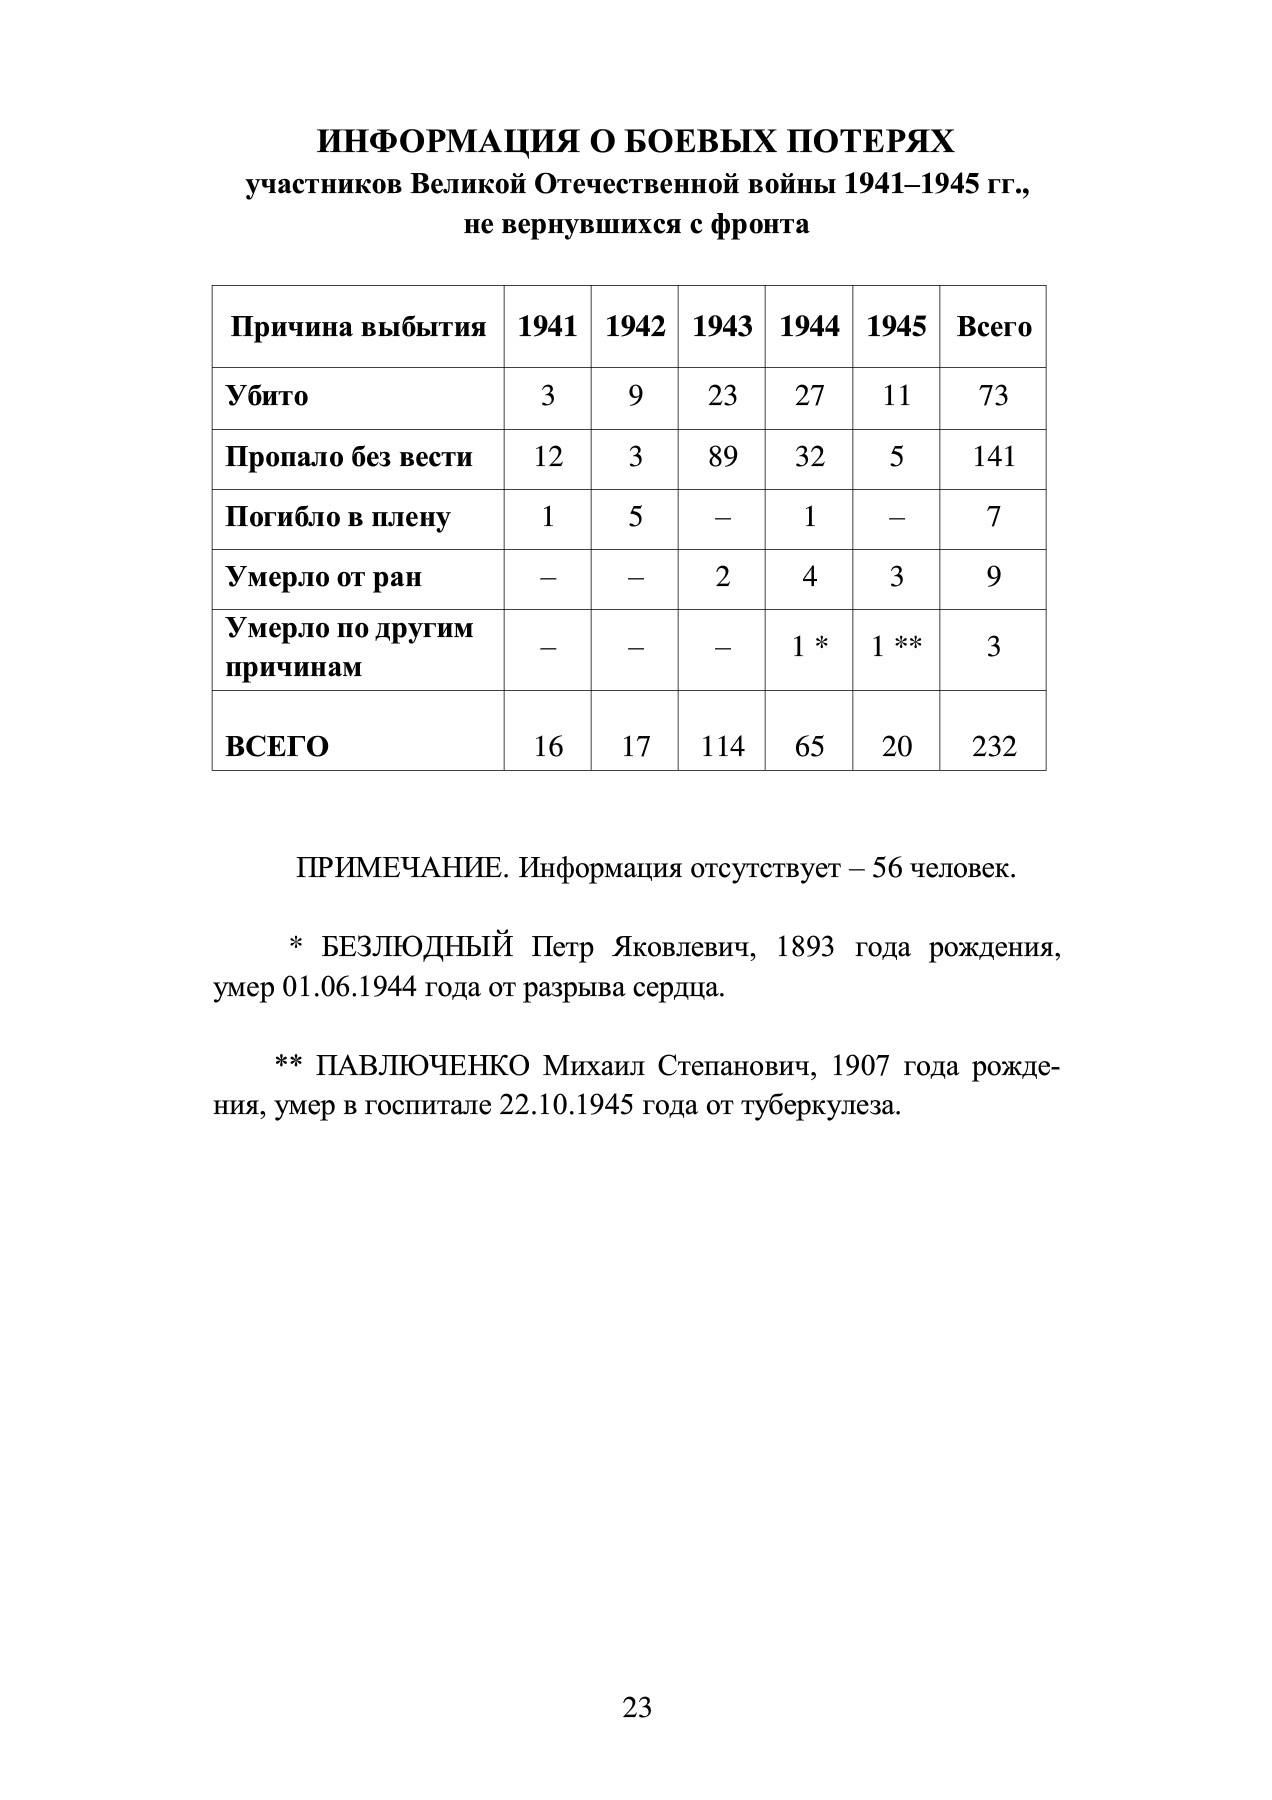 ИНФОРМАЦИЯ О БОЕВЫХ ПОТЕРЯХ
участников Великой Отечественной войны 1941–1945 гг.,
не вернувшихся с фронта
Причина выбытия 1941 1942 1943 1944 1945 Всего
Убито 3 9 23 27 11 73
Пропало без вести 12 3 89 32 5 141
Погибло в плену 1 5 – 1 – 7
Умерло от ран – – 2 4 3 9
Умерло по другим
причинам – – – 1 * 1 ** 3
ВСЕГО 16 17 114 65 20 232
ПРИМЕЧАНИЕ. Информация отсутствует – 56 человек.
* БЕЗЛЮДНЫЙ Петр Яковлевич, 1893 года рождения,
умер 01.06.1944 года от разрыва сердца.
** ПАВЛЮЧЕНКО Михаил Степанович, 1907 года рожде-
ния, умер в госпитале 22.10.1945 года от туберкулеза.
23